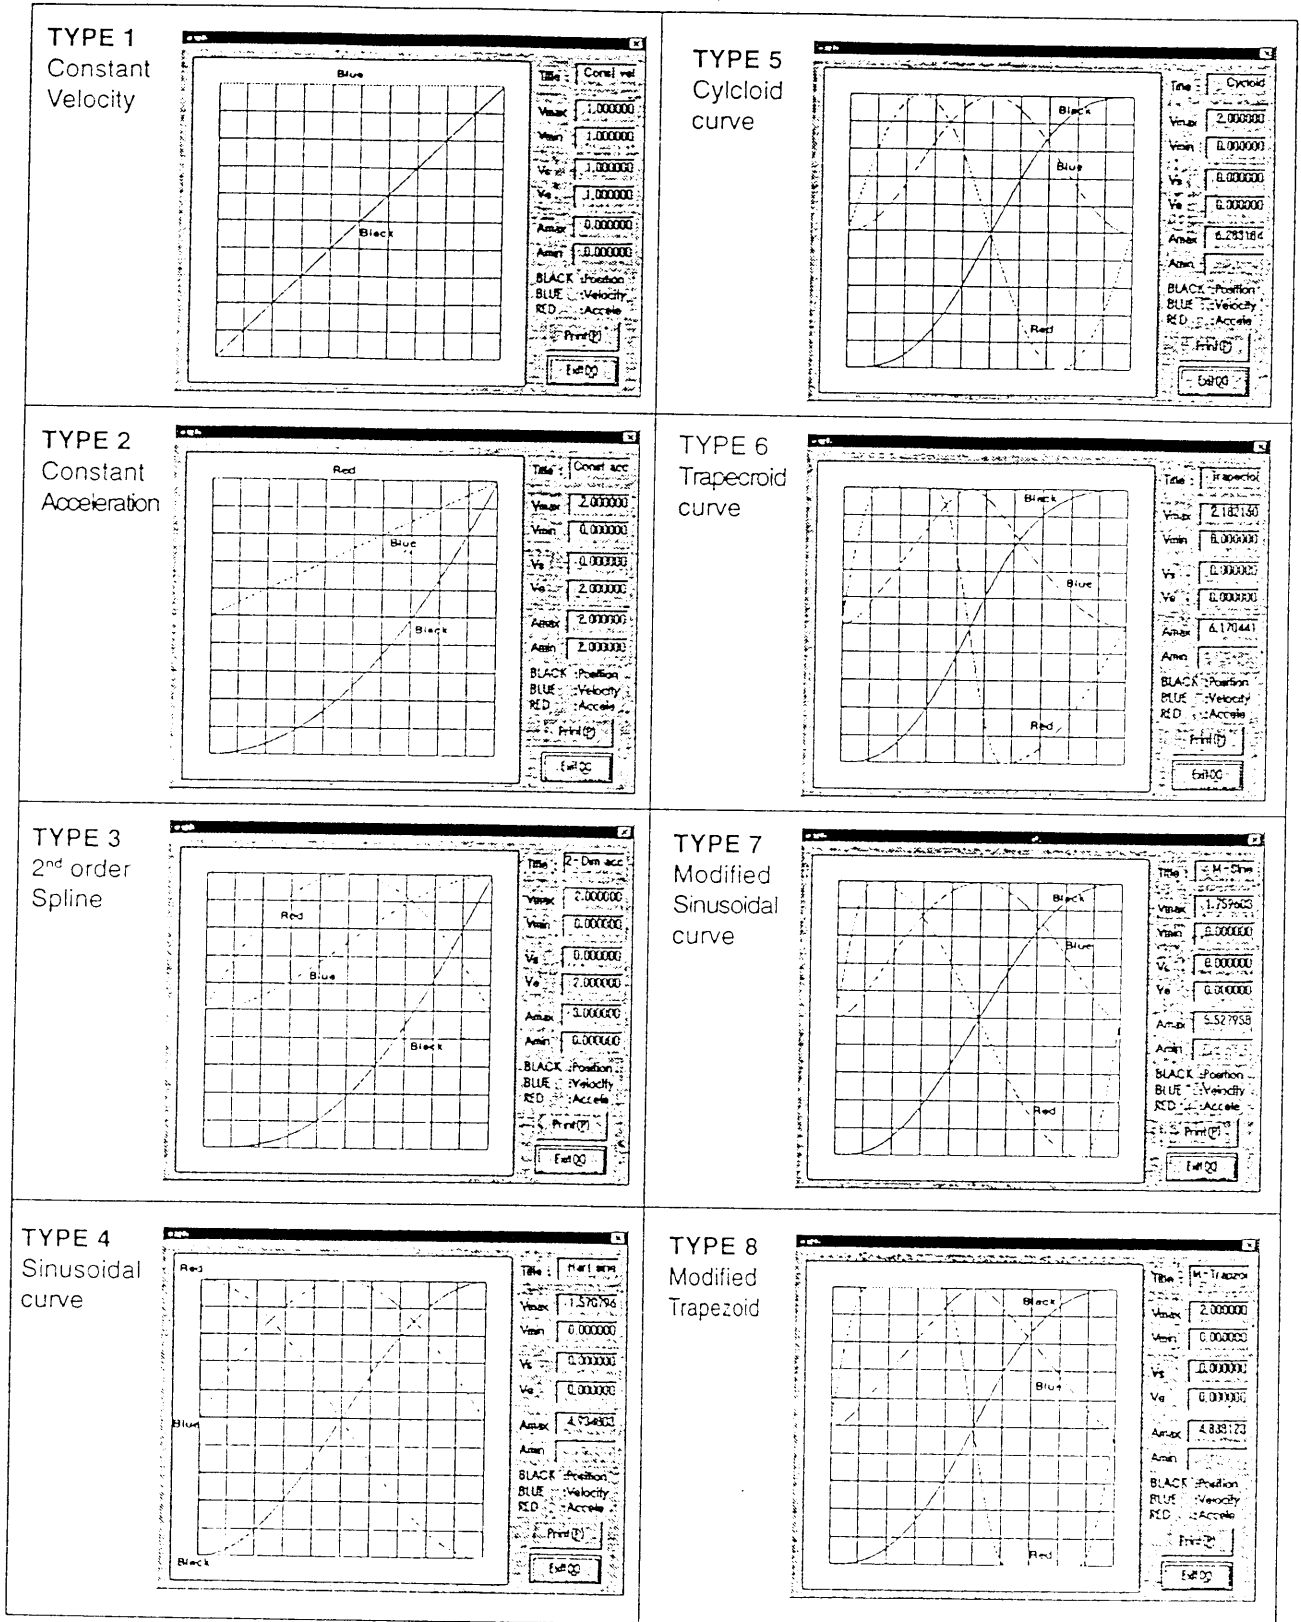 TYPE 1
Constant
Velocity
Blue
Black
Title : Const vel
Vmax 1.000000
Vmin 1.000000
Vs 1.000000
Ve 1.000000
Amax 0.000000
Amin 0.000000
BLACK :Position
BLUE :Velocity
RED :Accele
Print(P)
Exit(X)
TYPE 5
Cylcloid
curve
Black
Blue
Red
Title : Cycloid
Vmax 2.000000
Vmin 0.000000
Vs 0.000000
Ve 0.000000
Amax 6.283184
Amin
BLACK :Position
BLUE :Velocity
RED :Accele
Print(P)
Exit(X)
TYPE 2
Constant
Acceleration
Red
Blue
Black
Title : Const acc
Vmax 2.000000
Vmin 0.000000
Vs 0.000000
Ve 2.000000
Amax 2.000000
Amin 2.000000
BLACK :Position
BLUE :Velocity
RED :Accele
Print(P)
Exit(X)
TYPE 6
Trapecroid
curve
Black
Blue
Red
Title :
Vmax
Vmin 0.000000
Vs 0.000000
Ve 0.000000
Amax 6.170441
Amin
BLACK :Position
BLUE :Velocity
RED :Accele
Print(P)
Exit(X)
TYPE 3
2nd order
Spline
Red
Blue
Black
Title : 2-Dim acc
Vmax 2.000000
Vmin 0.000000
Vs 0.000000
Ve 2.000000
Amax 3.000000
Amin 0.000000
BLACK :Position
BLUE :Velocity
RED :Accele
Print(P)
Exit(X)
TYPE 7
Modified
Sinusoidal
curve
Black
Blue
Red
Title : M-Sine
Vmax 1.759603
Vmin 0.000000
Vs 0.000000
Ve 0.000000
Amax 5.527958
Amin
BLACK :Position
BLUE :Velocity
RED :Accele
Print(P)
Exit(X)
TYPE 4
Sinusoidal
curve
Red
Blue
Black
Title :
Vmax 1.570796
Vmin 0.000000
Vs 0.000000
Ve 0.000000
Amax 4.934803
Amin
BLACK :Position
BLUE :Velocity
RED :Accele
Print(P)
Exit(X)
TYPE 8
Modified
Trapezoid
Black
Blue
Red
Title :
Vmax 2.000000
Vmin 0.000000
Vs 0.000000
Ve 0.000000
Amax 4.838123
Amin
BLACK :Position
BLUE :Velocity
RED :Accele
Print(P)
Exit(X)